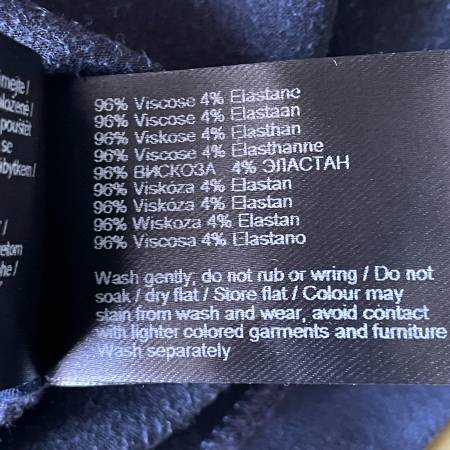 96% Viscose 4% Elastane
96% Viscose 4% Elastaan
96% Viskose 4% Elasthan
96% Viscose 4% Elasthanne
96% ВИСКОЗА 4% ЭЛАСТАН
96% Viskóza 4% Elastan
96% Viskóza 4% Elastan
96% Wiskoza 4% Elastan
96% Viscosa 4% Elastano
Wash gently, do not rub or wring / Do not
soak / dry flat / Store flat / Colour may
stain from wash and wear, avoid contact
with lighter colored garments and furniture
Wash separately